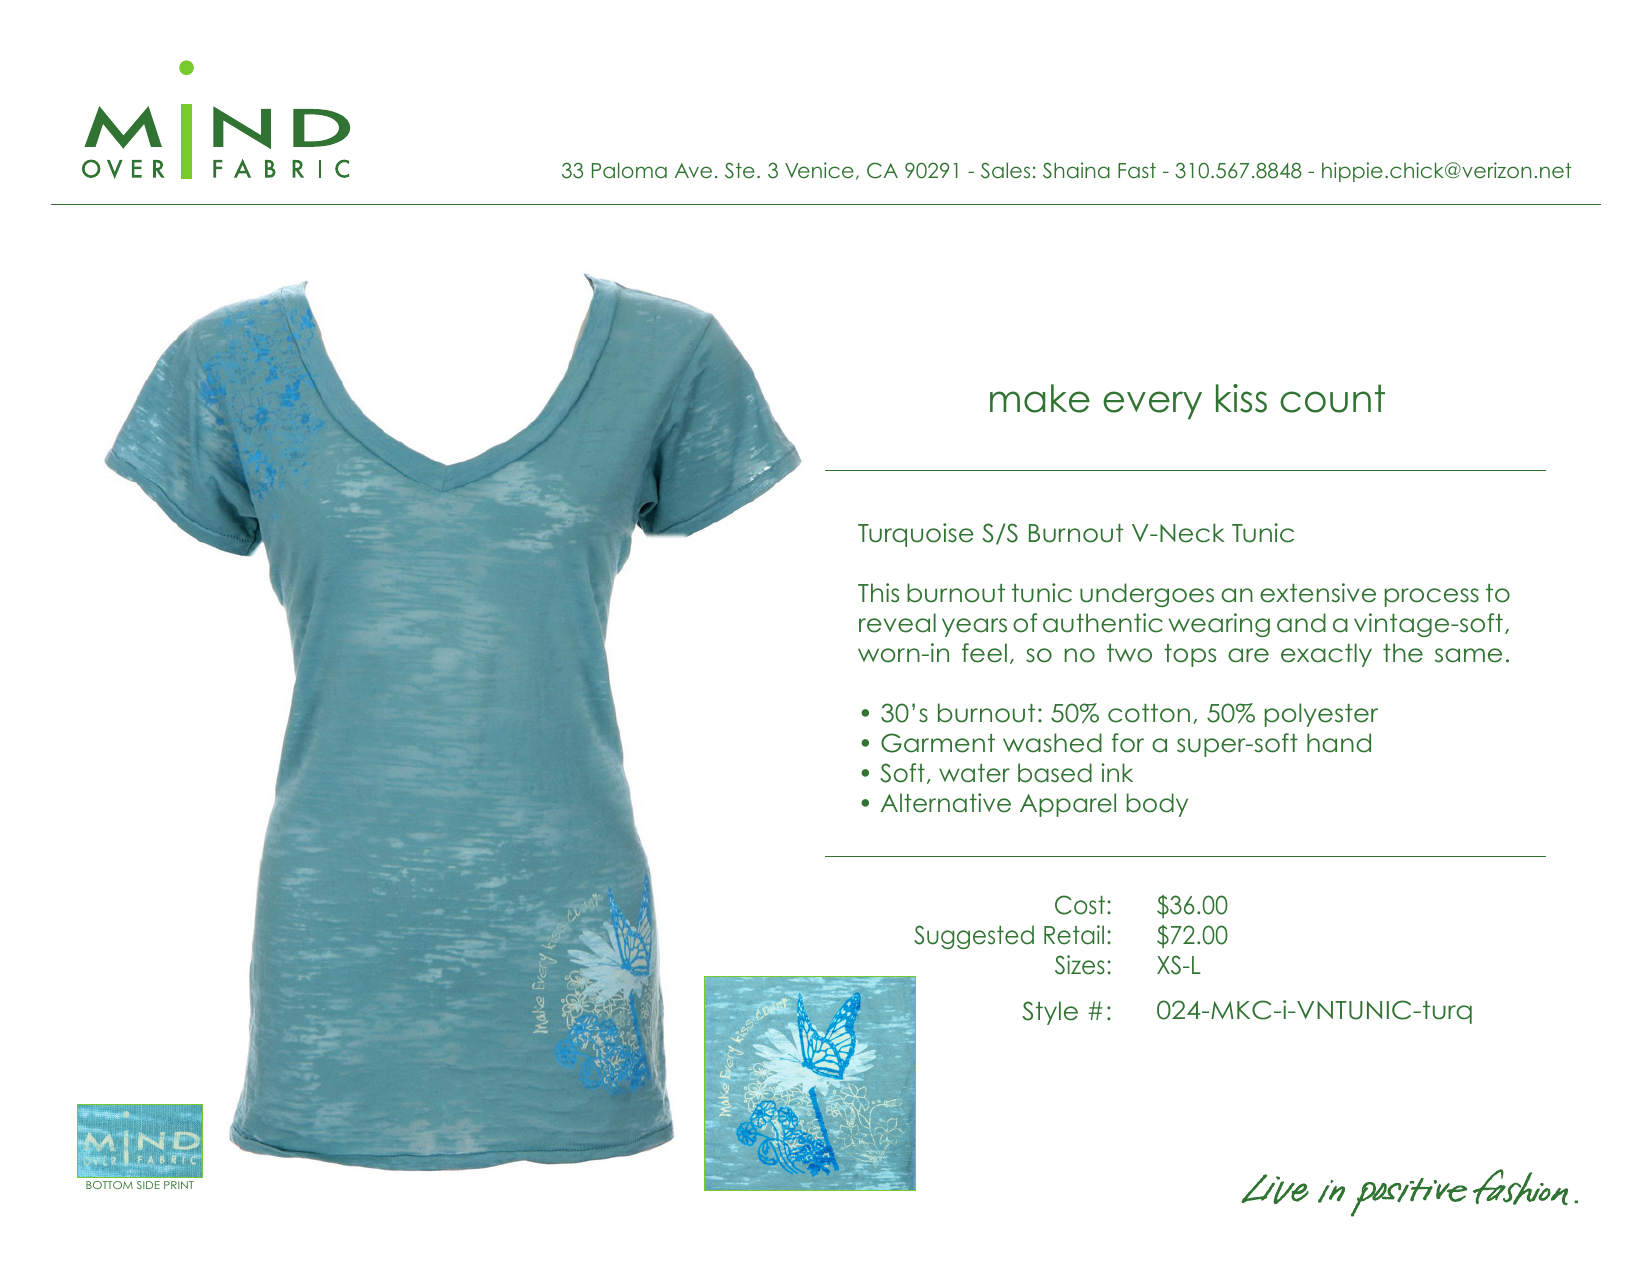 MiND
OVER FABRIC
33 Paloma Ave. Ste. 3 Venice, CA 90291 - Sales: Shaina Fast - 310.567.8848 - hippie.chick@verizon.net
make every kiss count
Turquoise S/S Burnout V-Neck Tunic
This burnout tunic undergoes an extensive process to
reveal years of authentic wearing and a vintage-soft,
worn-in feel, so no two tops are exactly the same.
• 30’s burnout: 50% cotton, 50% polyester
• Garment washed for a super-soft hand
• Soft, water based ink
• Alternative Apparel body
Cost: $36.00
Suggested Retail: $72.00
Sizes: XS-L
Style #: 024-MKC-i-VNTUNIC-turq
Make Every kiss count
Make Every kiss count
MiND
OVER FABRIC
BOTTOM SIDE PRINT
Live in positive fashion.